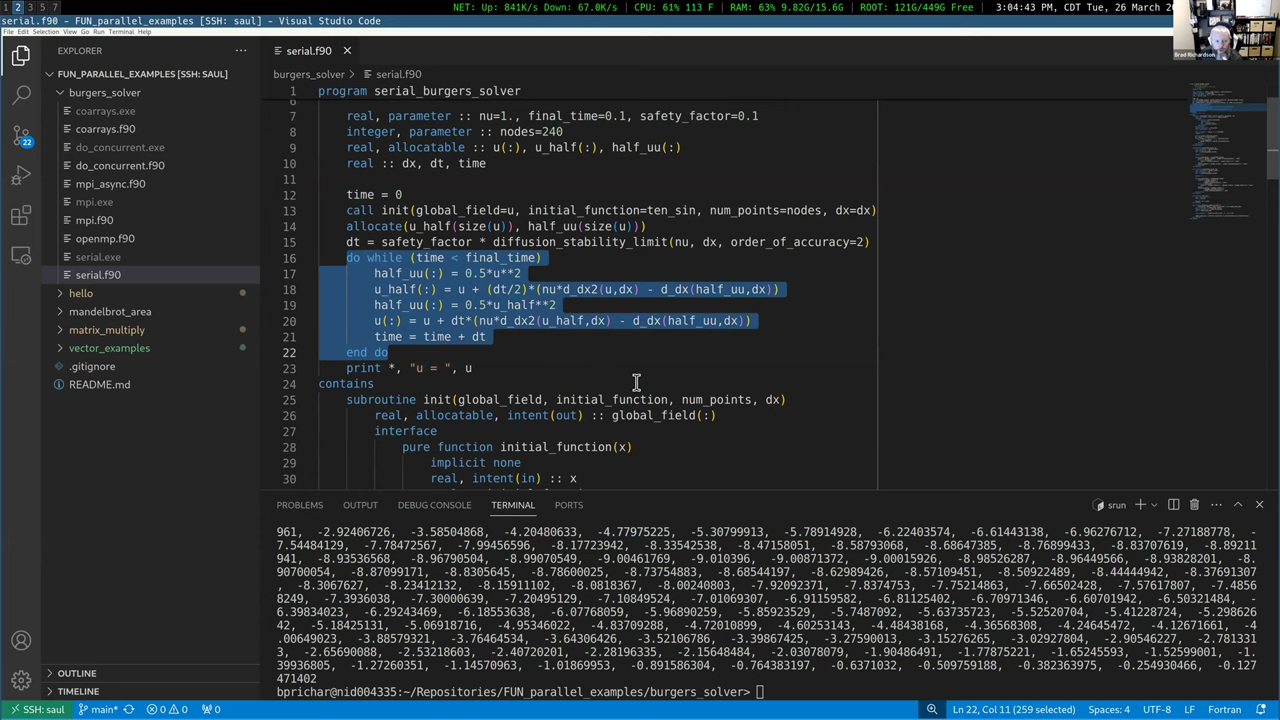 1 2 3 5 7
NET: Up: 841K/s Down: 67.0K/s CPU: 61% 113 F RAM: 63% 9.82G/15.6G ROOT: 121G/449G Free 3:04:43 PM, CDT Tue, 26 March 20
serial.f90 - FUN_parallel_examples [SSH: saul] - Visual Studio Code
File Edit Selection View Go Run Terminal Help
Brad Richardson
EXPLORER
FUN_PARALLEL_EXAMPLES [SSH: SAUL]
burgers_solver
coarrays.exe
coarrays.f90
do_concurrent.exe
do_concurrent.f90
mpi_async.f90
mpi.exe
mpi.f90
openmp.f90
serial.exe
serial.f90
hello
mandelbrot_area
matrix_multiply
vector_examples
.gitignore
README.md
OUTLINE
TIMELINE
22
serial.f90
burgers_solver > serial.f90
1 program serial_burgers_solver
6
7 real, parameter :: nu=1., final_time=0.1, safety_factor=0.1
8 integer, parameter :: nodes=240
9 real, allocatable :: u(:), u_half(:), half_uu(:)
10 real :: dx, dt, time
11
12 time = 0
13 call init(global_field=u, initial_function=ten_sin, num_points=nodes, dx=dx)
14 allocate(u_half(size(u)), half_uu(size(u)))
15 dt = safety_factor * diffusion_stability_limit(nu, dx, order_of_accuracy=2)
16 do while (time < final_time)
17 half_uu(:) = 0.5*u**2
18 u_half(:) = u + (dt/2)*(nu*d_dx2(u,dx) - d_dx(half_uu,dx))
19 half_uu(:) = 0.5*u_half**2
20 u(:) = u + dt*(nu*d_dx2(u_half,dx) - d_dx(half_uu,dx))
21 time = time + dt
22 end do
23 print *, "u = ", u
24 contains
25 subroutine init(global_field, initial_function, num_points, dx)
26 real, allocatable, intent(out) :: global_field(:)
27 interface
28 pure function initial_function(x)
29 implicit none
30 real, intent(in) :: x
PROBLEMS OUTPUT DEBUG CONSOLE TERMINAL PORTS
srun
961, -2.92406726, -3.58504868, -4.20480633, -4.77975225, -5.30799913, -5.78914928, -6.22403574, -6.61443138, -6.96276712, -7.27188778, -
7.54484129, -7.78472567, -7.99456596, -8.17723942, -8.33542538, -8.47158051, -8.58793068, -8.68647385, -8.76899433, -8.83707619, -8.89211
941, -8.93536568, -8.96790504, -8.99070549, -9.00461769, -9.010396, -9.00871372, -9.00015926, -8.98526287, -8.96449566, -8.93828201, -8.
90700054 , -8.87099171, -8.8305645, -8.78600025, -8.73754883, -8.68544197, -8.62989426, -8.57109451, -8.50922489, -8.44444942, -8.37691307
, -8.3067627, -8.23412132, -8.15911102, -8.0818367, -8.00240803, -7.92092371, -7.8374753, -7.75214863, -7.66502428, -7.57617807, -7.4856
8249, -7.3936038, -7.30000639, -7.20495129, -7.10849524, -7.01069307, -6.91159582, -6.81125402, -6.70971346, -6.60701942, -6.50321484, -
6.39834023, -6.29243469, -6.18553638, -6.07768059, -5.96890259, -5.85923529, -5.7487092, -5.63735723, -5.52520704, -5.41228724, -5.298626
42, -5.18425131, -5.06916718, -4.95346022, -4.83709288, -4.72010899, -4.60253143, -4.48438168, -4.36568308, -4.24645472, -4.12671661, -4
.00649023, -3.88579321, -3.76464534, -3.64306426, -3.52106786, -3.39867425, -3.27590013, -3.15276265, -3.02927804, -2.90546227, -2.781331
3, -2.65690088, -2.53218603, -2.40720201, -2.28196335, -2.15648484, -2.03078079, -1.90486491, -1.77875221, -1.65245593, -1.52599001, -1.
39936805, -1.27260351, -1.14570963, -1.01869953, -0.891586304, -0.764383197, -0.6371032, -0.509759188, -0.382363975, -0.254930466, -0.127
471402
bprichar@nid004335:~/Repositories/FUN_parallel_examples/burgers_solver>
SSH: saul main* 0 0 0 Ln 22, Col 11 (259 selected) Spaces: 4 UTF-8 LF Fortran